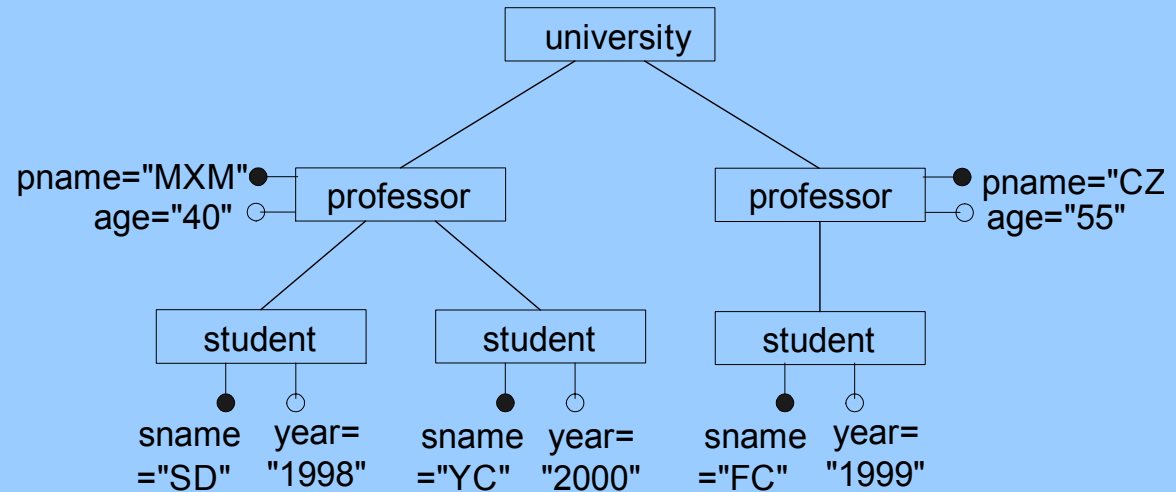 university
pname="MXM"
age="40"
professor
professor
pname="CZ
age="55"
student
student
student
sname
="SD"
year=
"1998"
sname
="YC"
year=
"2000"
sname
="FC"
year=
"1999"